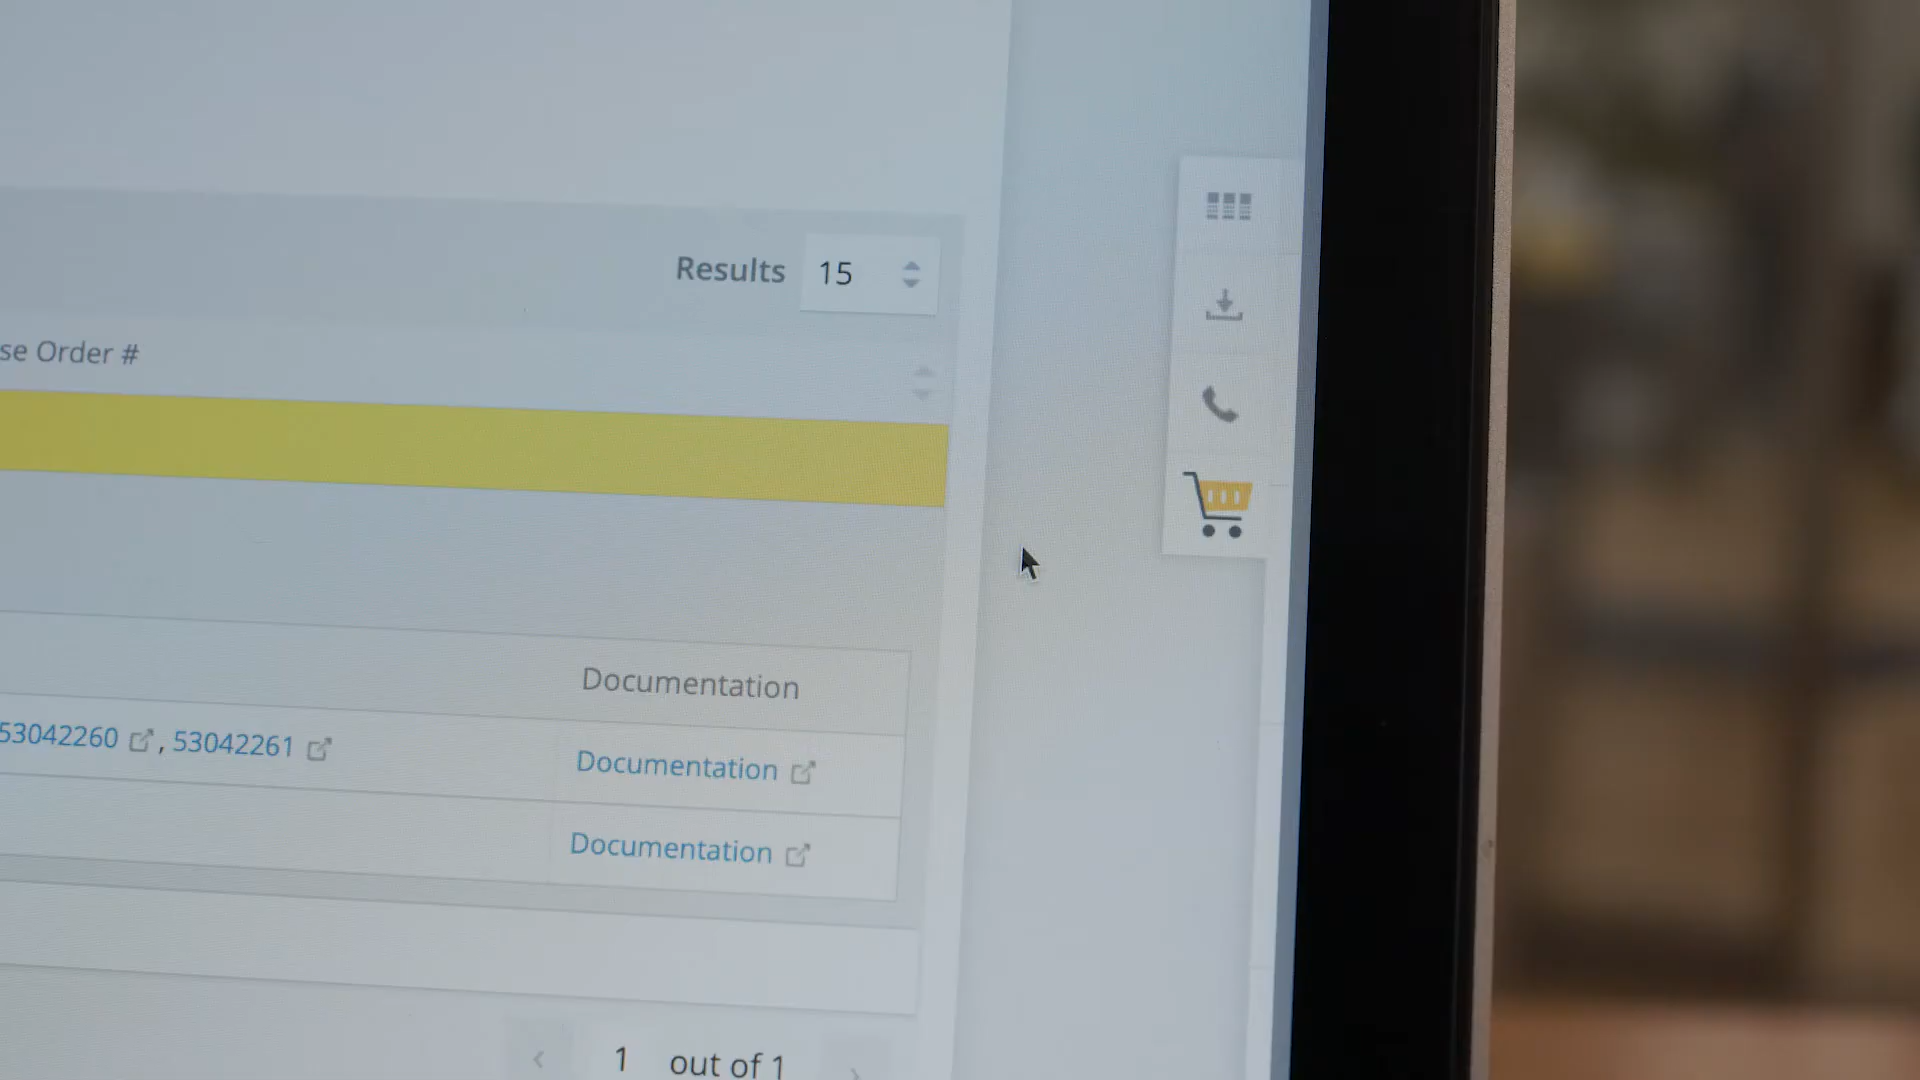 Results 15
se Order #
Documentation
53042260 , 53042261 Documentation
Documentation
1 out of 1